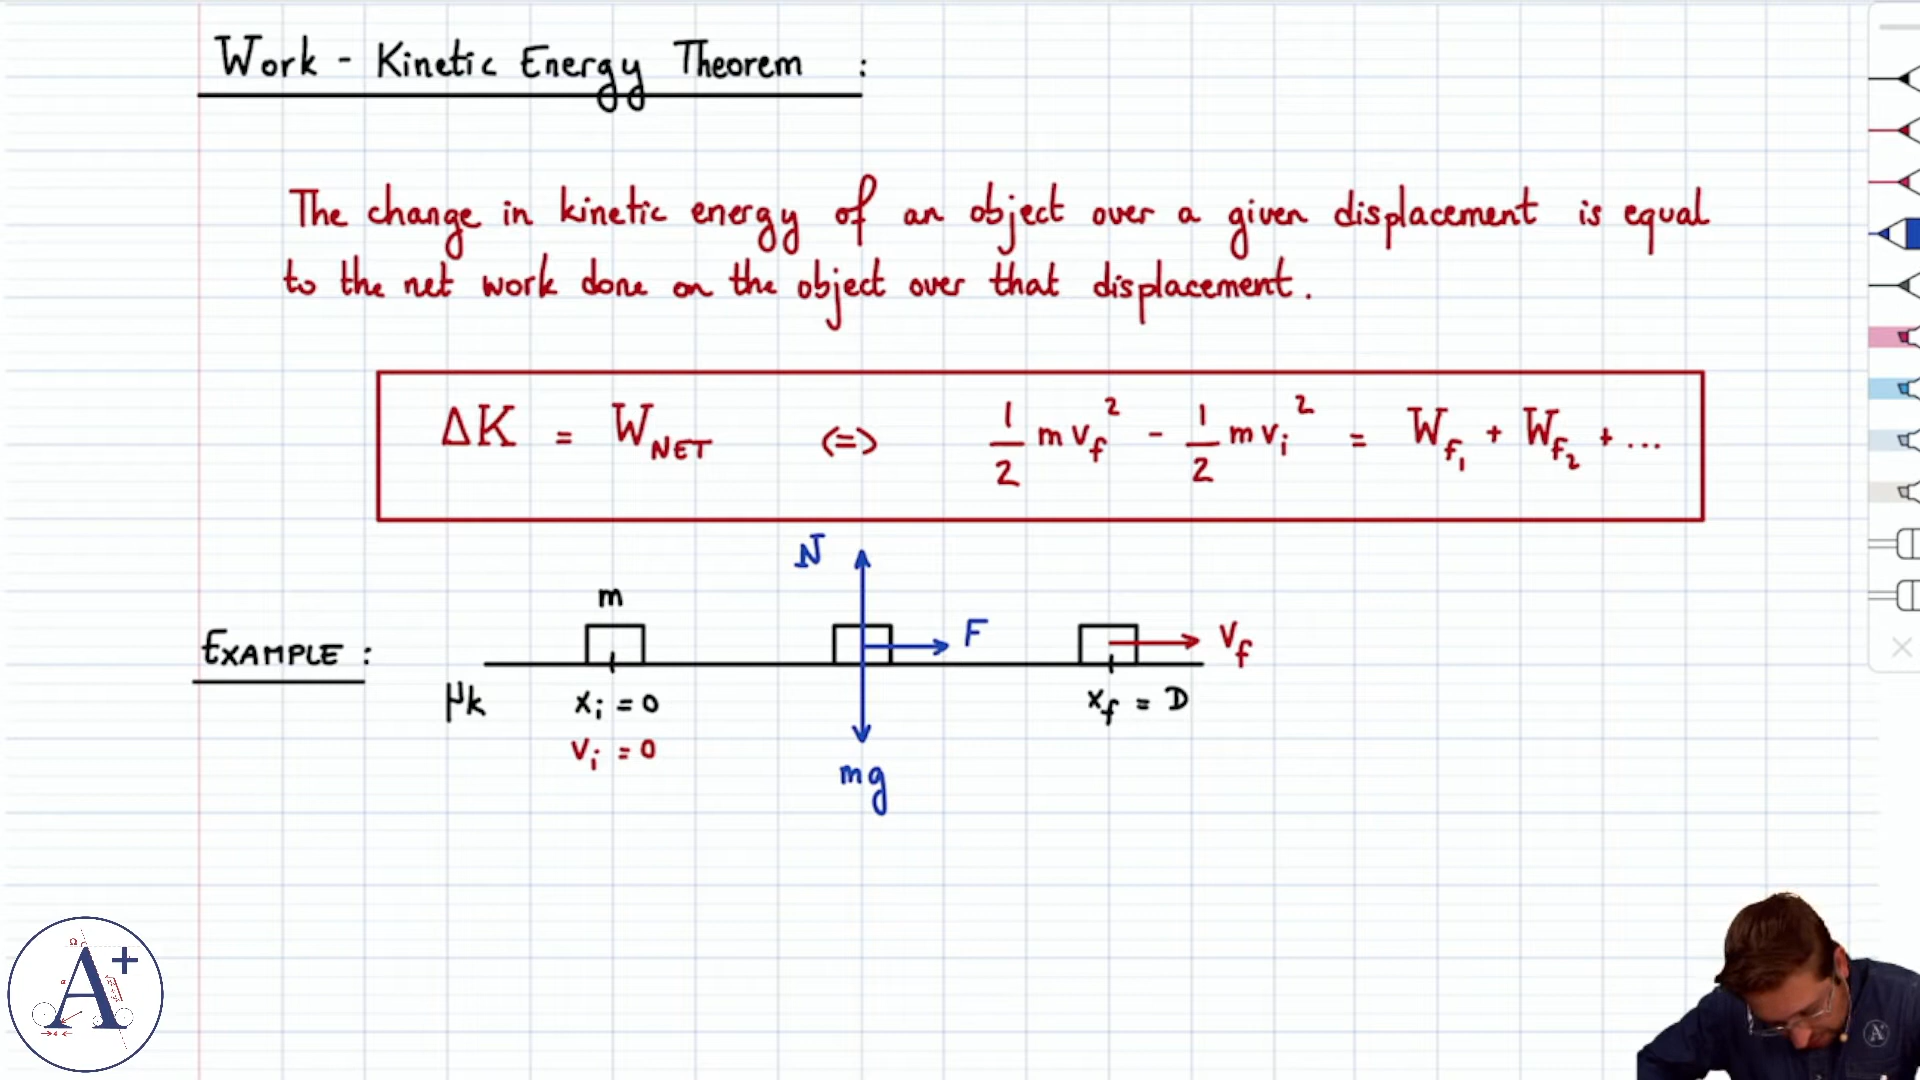 Work - Kinetic Energy Theorem :
The change in kinetic energy of an object over a given displacement is equal
to the net work done on the object over that displacement.
ΔK = W_NET (=) 1/2 mv_f^2 - 1/2 mv_i^2 = W_f1 + W_f2 + ...
N
m
F
v_f
EXAMPLE :
μk
x_i = 0
x_f = D
v_i = 0
mg
A+